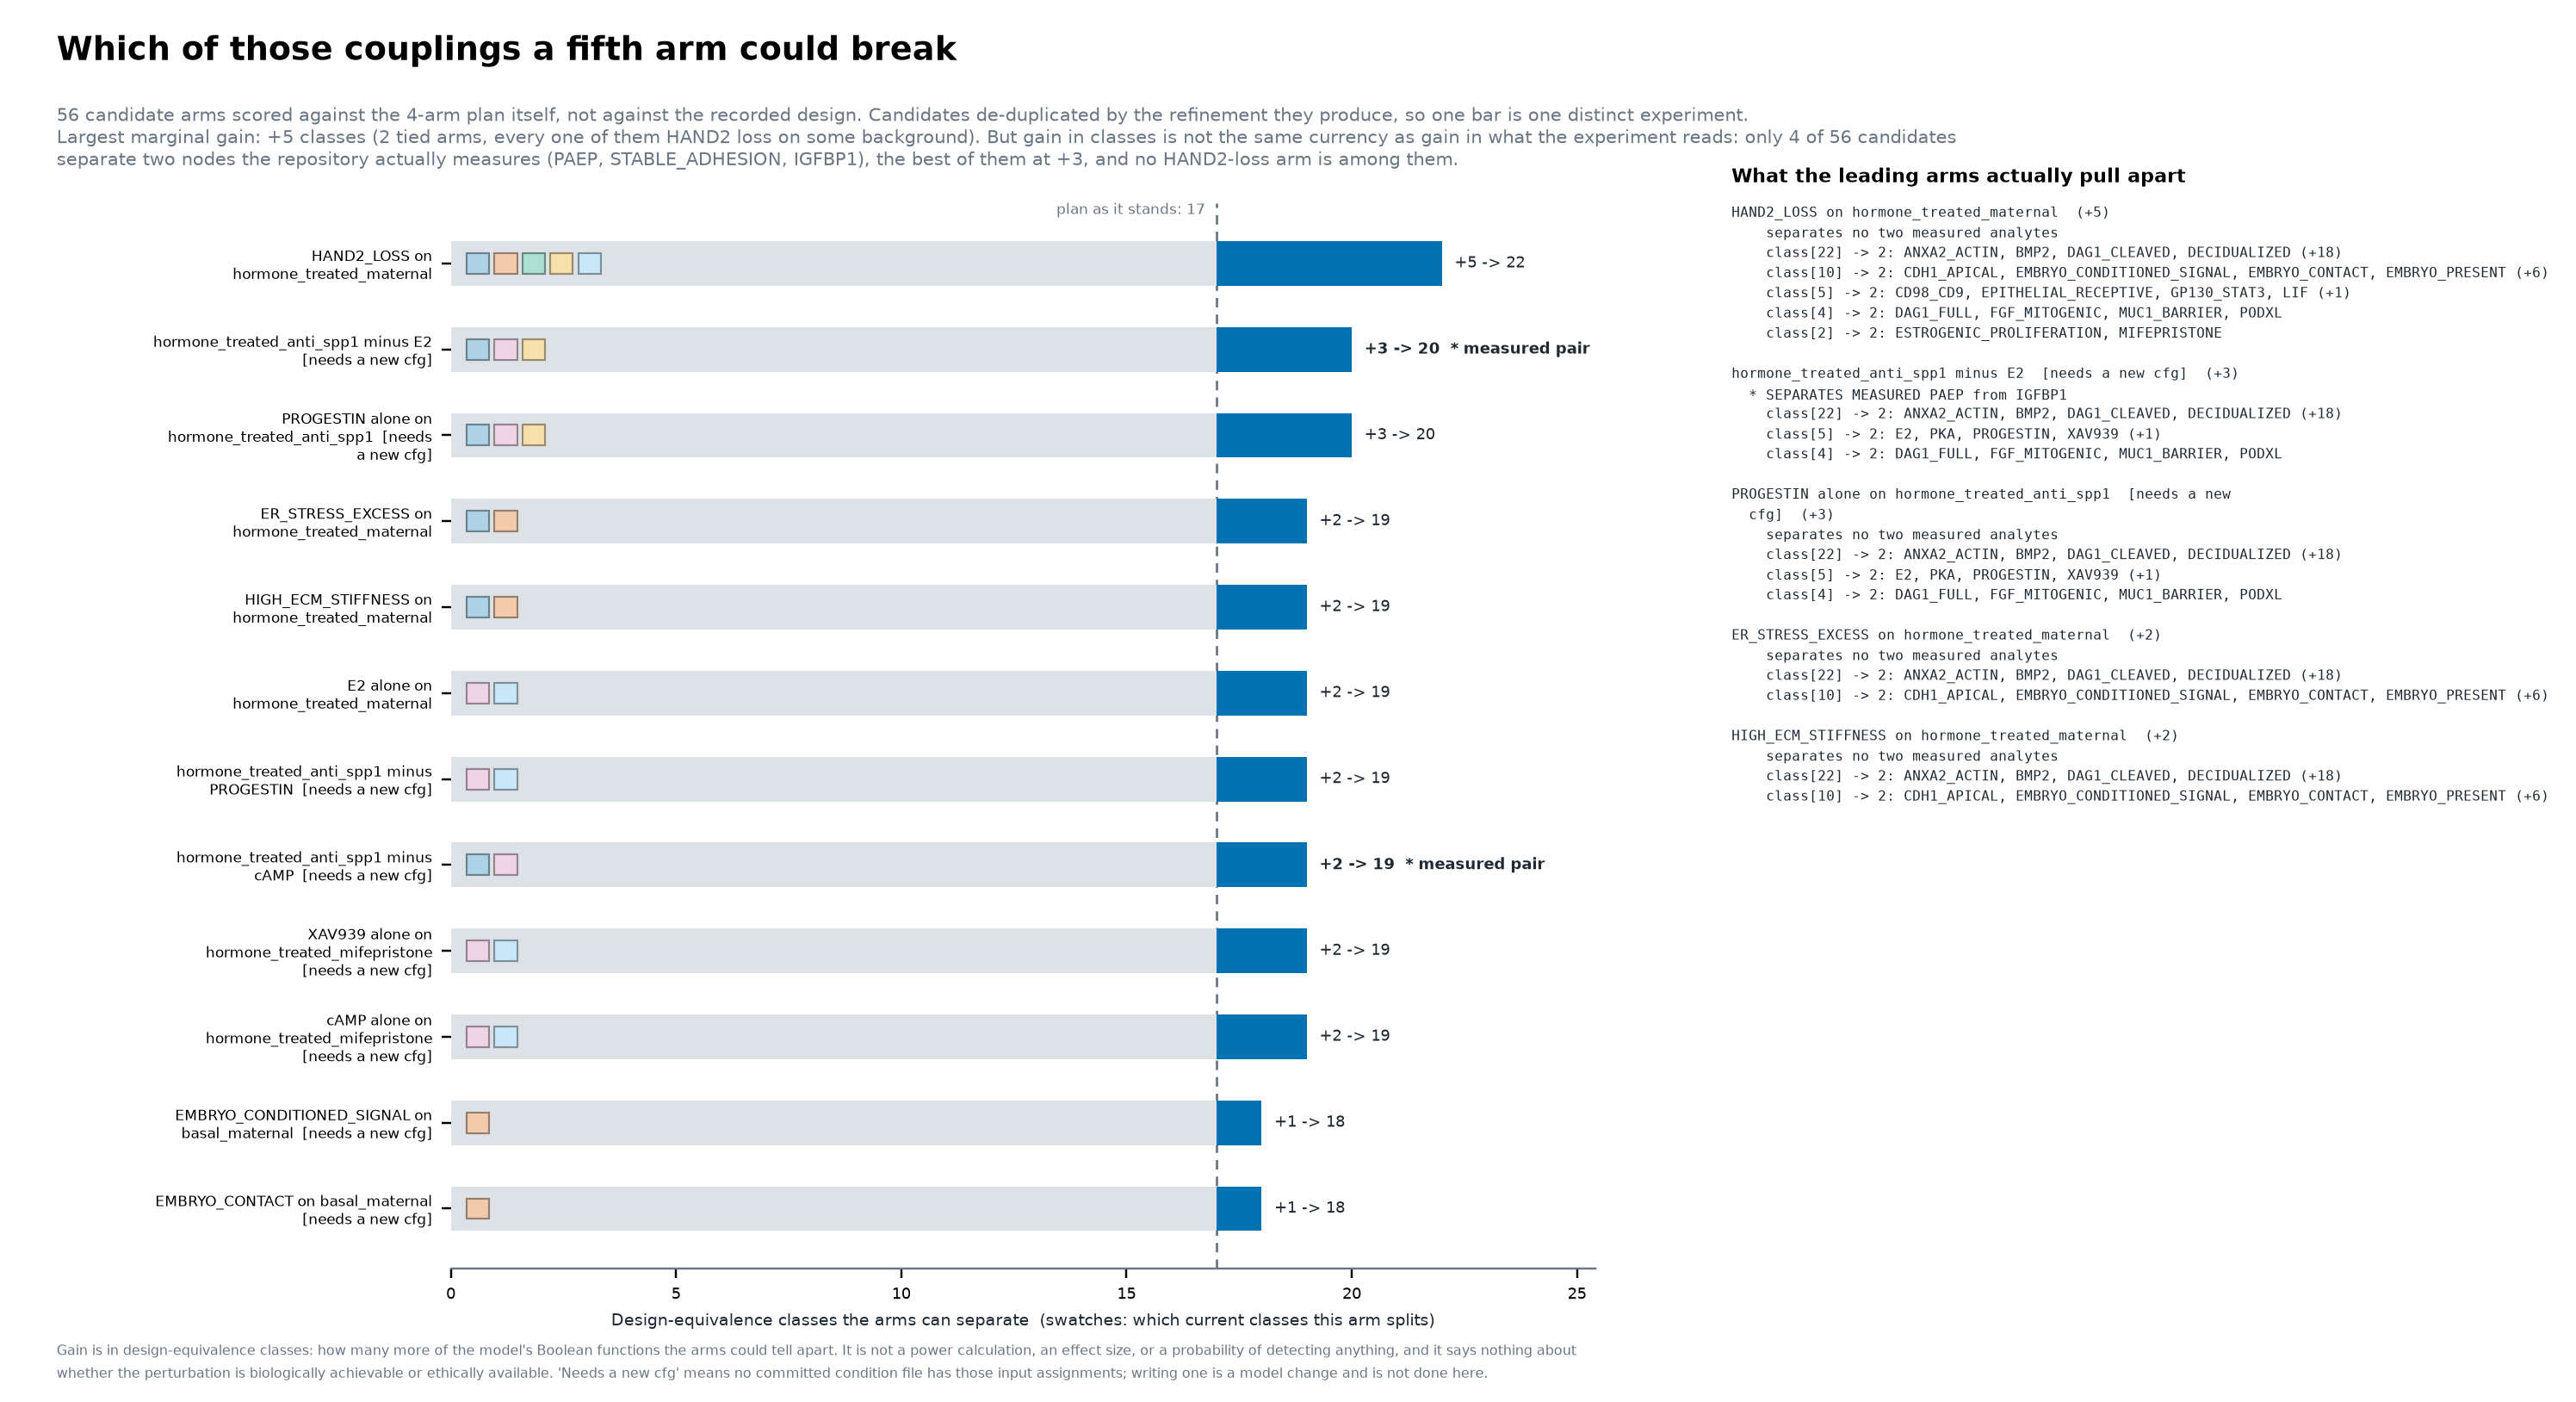 Which of those couplings a fifth arm could break
56 candidate arms scored against the 4-arm plan itself, not against the recorded design. Candidates de-duplicated by the refinement they produce, so one bar is one distinct experiment.
Largest marginal gain: +5 classes (2 tied arms, every one of them HAND2 loss on some background). But gain in classes is not the same currency as gain in what the experiment reads: only 4 of 56 candidates
separate two nodes the repository actually measures (PAEP, STABLE_ADHESION, IGFBP1), the best of them at +3, and no HAND2-loss arm is among them.
plan as it stands: 17
HAND2_LOSS on
hormone_treated_maternal
+5 -> 22
hormone_treated_anti_spp1 minus E2
[needs a new cfg]
+3 -> 20 * measured pair
PROGESTIN alone on
hormone_treated_anti_spp1 [needs
a new cfg]
+3 -> 20
ER_STRESS_EXCESS on
hormone_treated_maternal
+2 -> 19
HIGH_ECM_STIFFNESS on
hormone_treated_maternal
+2 -> 19
E2 alone on
hormone_treated_maternal
+2 -> 19
hormone_treated_anti_spp1 minus
PROGESTIN [needs a new cfg]
+2 -> 19
hormone_treated_anti_spp1 minus
cAMP [needs a new cfg]
+2 -> 19 * measured pair
XAV939 alone on
hormone_treated_mifepristone
[needs a new cfg]
+2 -> 19
cAMP alone on
hormone_treated_mifepristone
[needs a new cfg]
+2 -> 19
EMBRYO_CONDITIONED_SIGNAL on
basal_maternal [needs a new cfg]
+1 -> 18
EMBRYO_CONTACT on basal_maternal
[needs a new cfg]
+1 -> 18
0 5 10 15 20 25
Design-equivalence classes the arms can separate (swatches: which current classes this arm splits)
What the leading arms actually pull apart
HAND2_LOSS on hormone_treated_maternal (+5)
separates no two measured analytes
class[22] -> 2: ANXA2_ACTIN, BMP2, DAG1_CLEAVED, DECIDUALIZED (+18)
class[10] -> 2: CDH1_APICAL, EMBRYO_CONDITIONED_SIGNAL, EMBRYO_CONTACT, EMBRYO_PRESENT (+6)
class[5] -> 2: CD98_CD9, EPITHELIAL_RECEPTIVE, GP130_STAT3, LIF (+1)
class[4] -> 2: DAG1_FULL, FGF_MITOGENIC, MUC1_BARRIER, PODXL
class[2] -> 2: ESTROGENIC_PROLIFERATION, MIFEPRISTONE
hormone_treated_anti_spp1 minus E2 [needs a new cfg] (+3)
* SEPARATES MEASURED PAEP from IGFBP1
class[22] -> 2: ANXA2_ACTIN, BMP2, DAG1_CLEAVED, DECIDUALIZED (+18)
class[5] -> 2: E2, PKA, PROGESTIN, XAV939 (+1)
class[4] -> 2: DAG1_FULL, FGF_MITOGENIC, MUC1_BARRIER, PODXL
PROGESTIN alone on hormone_treated_anti_spp1 [needs a new
cfg] (+3)
separates no two measured analytes
class[22] -> 2: ANXA2_ACTIN, BMP2, DAG1_CLEAVED, DECIDUALIZED (+18)
class[5] -> 2: E2, PKA, PROGESTIN, XAV939 (+1)
class[4] -> 2: DAG1_FULL, FGF_MITOGENIC, MUC1_BARRIER, PODXL
ER_STRESS_EXCESS on hormone_treated_maternal (+2)
separates no two measured analytes
class[22] -> 2: ANXA2_ACTIN, BMP2, DAG1_CLEAVED, DECIDUALIZED (+18)
class[10] -> 2: CDH1_APICAL, EMBRYO_CONDITIONED_SIGNAL, EMBRYO_CONTACT, EMBRYO_PRESENT (+6)
HIGH_ECM_STIFFNESS on hormone_treated_maternal (+2)
separates no two measured analytes
class[22] -> 2: ANXA2_ACTIN, BMP2, DAG1_CLEAVED, DECIDUALIZED (+18)
class[10] -> 2: CDH1_APICAL, EMBRYO_CONDITIONED_SIGNAL, EMBRYO_CONTACT, EMBRYO_PRESENT (+6)
Gain is in design-equivalence classes: how many more of the model's Boolean functions the arms could tell apart. It is not a power calculation, an effect size, or a probability of detecting anything, and it says nothing about
whether the perturbation is biologically achievable or ethically available. 'Needs a new cfg' means no committed condition file has those input assignments; writing one is a model change and is not done here.